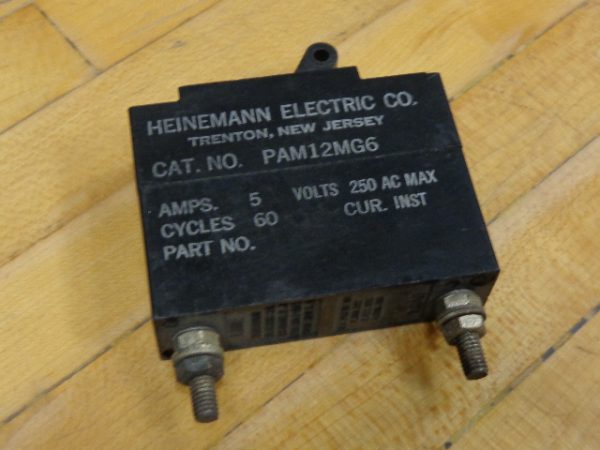 HEINEMANN ELECTRIC CO.
TRENTON, NEW JERSEY
CAT. NO. PAM12MG6
AMPS. 5 VOLTS 250 AC MAX
CYCLES 60 CUR. INST
PART NO.